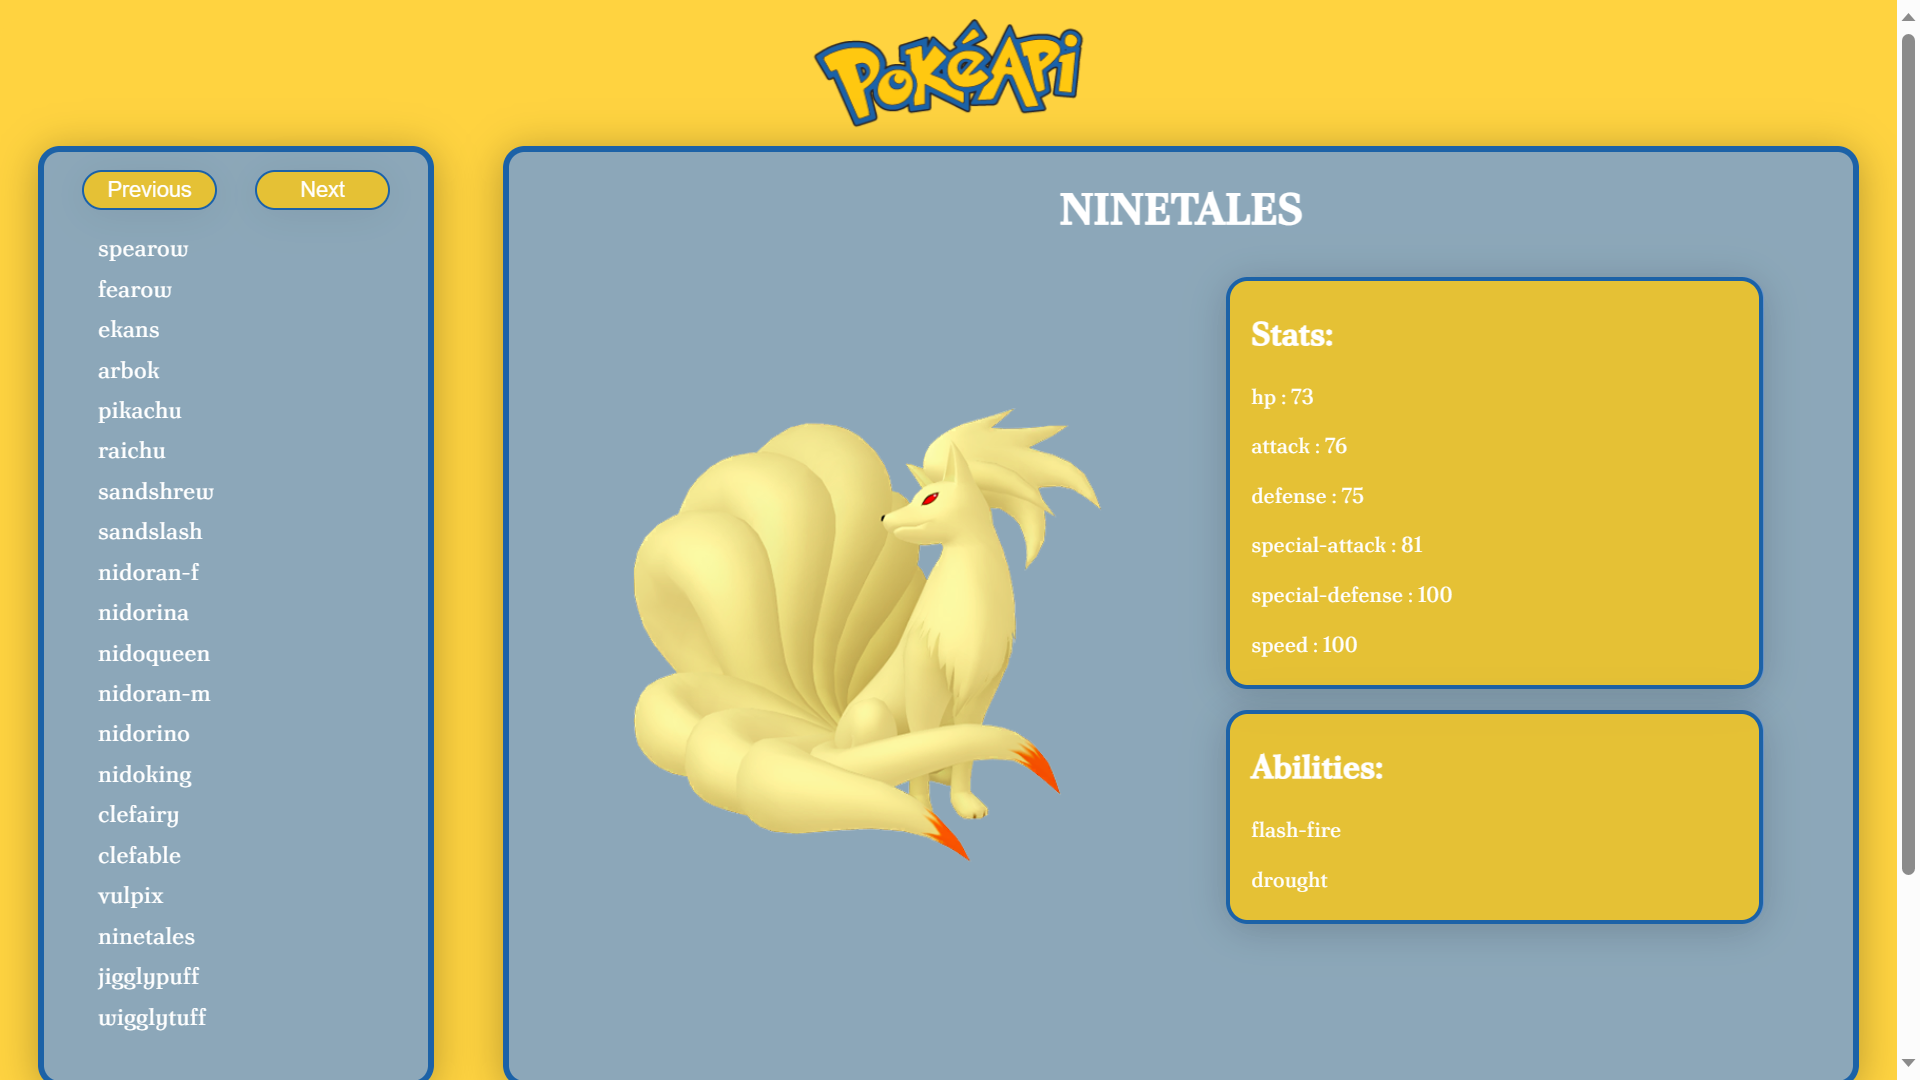 PokéApi
Previous
Next
spearow
fearow
ekans
arbok
pikachu
raichu
sandshrew
sandslash
nidoran-f
nidorina
nidoqueen
nidoran-m
nidorino
nidoking
clefairy
clefable
vulpix
ninetales
jigglypuff
wigglytuff
NINETALES
Stats:
hp : 73
attack : 76
defense : 75
special-attack : 81
special-defense : 100
speed : 100
Abilities:
flash-fire
drought